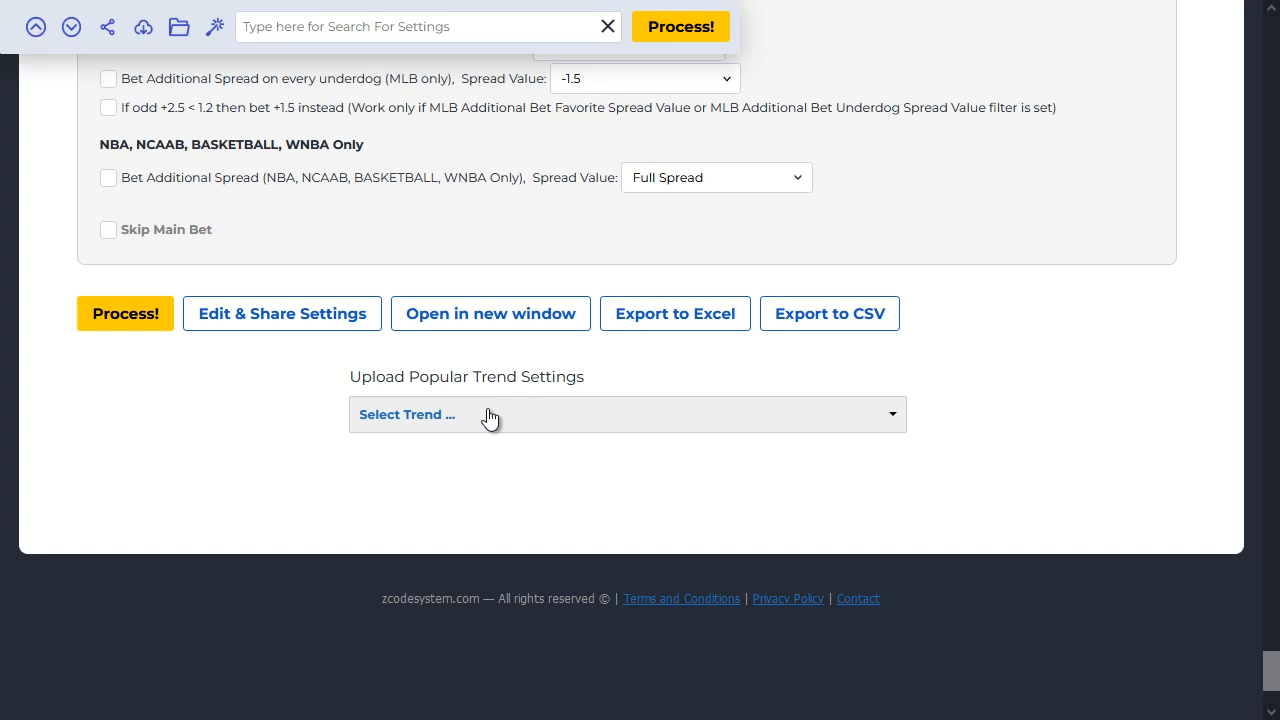 Type here for Search For Settings
Process!
Bet Additional Spread on every underdog (MLB only), Spread Value: -1.5
If odd +2.5 < 1.2 then bet +1.5 instead (Work only if MLB Additional Bet Favorite Spread Value or MLB Additional Bet Underdog Spread Value filter is set)
NBA, NCAAB, BASKETBALL, WNBA Only
Bet Additional Spread (NBA, NCAAB, BASKETBALL, WNBA Only), Spread Value: Full Spread
Skip Main Bet
Process! Edit & Share Settings Open in new window Export to Excel Export to CSV
Upload Popular Trend Settings
Select Trend ...
zcodesystem.com — All rights reserved © | Terms and Conditions | Privacy Policy | Contact